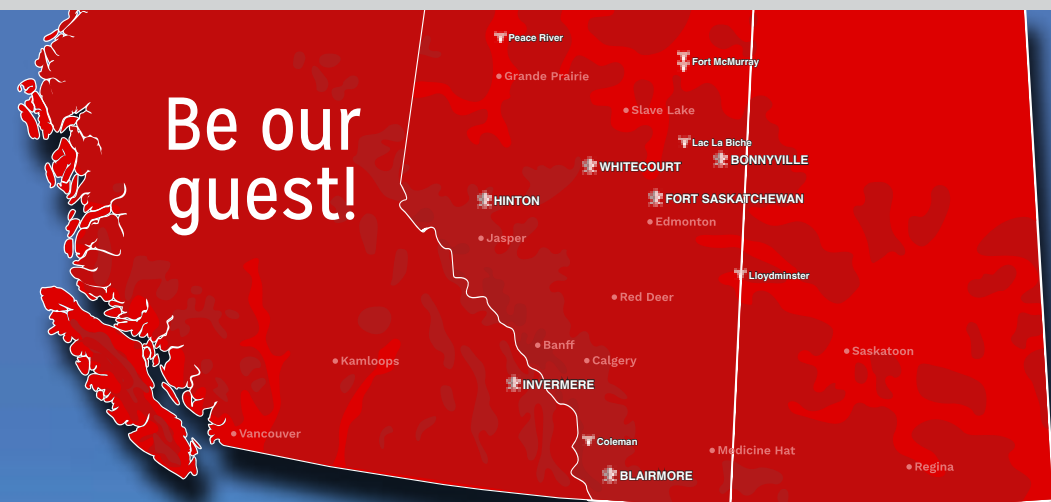 Peace River
Fort McMurray
Grande Prairie
Slave Lake
Be our
guest!
Lac La Biche
BONNYVILLE
WHITECOURT
HINTON
FORT SASKATCHEWAN
Edmonton
Jasper
Lloydminster
Red Deer
Banff
Saskatoon
Kamloops
Calgery
INVERMERE
Vancouver
Coleman
Medicine Hat
Regina
BLAIRMORE